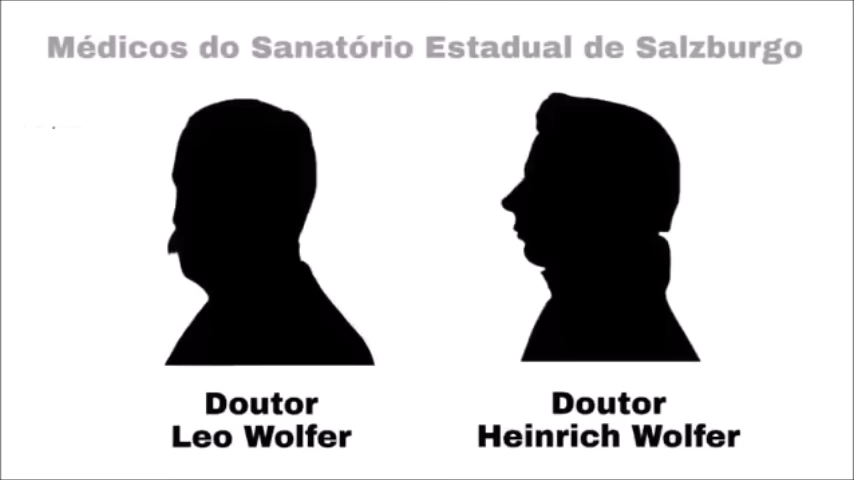 Médicos do Sanatório Estadual de Salzburgo
Doutor
Leo Wolfer
Doutor
Heinrich Wolfer